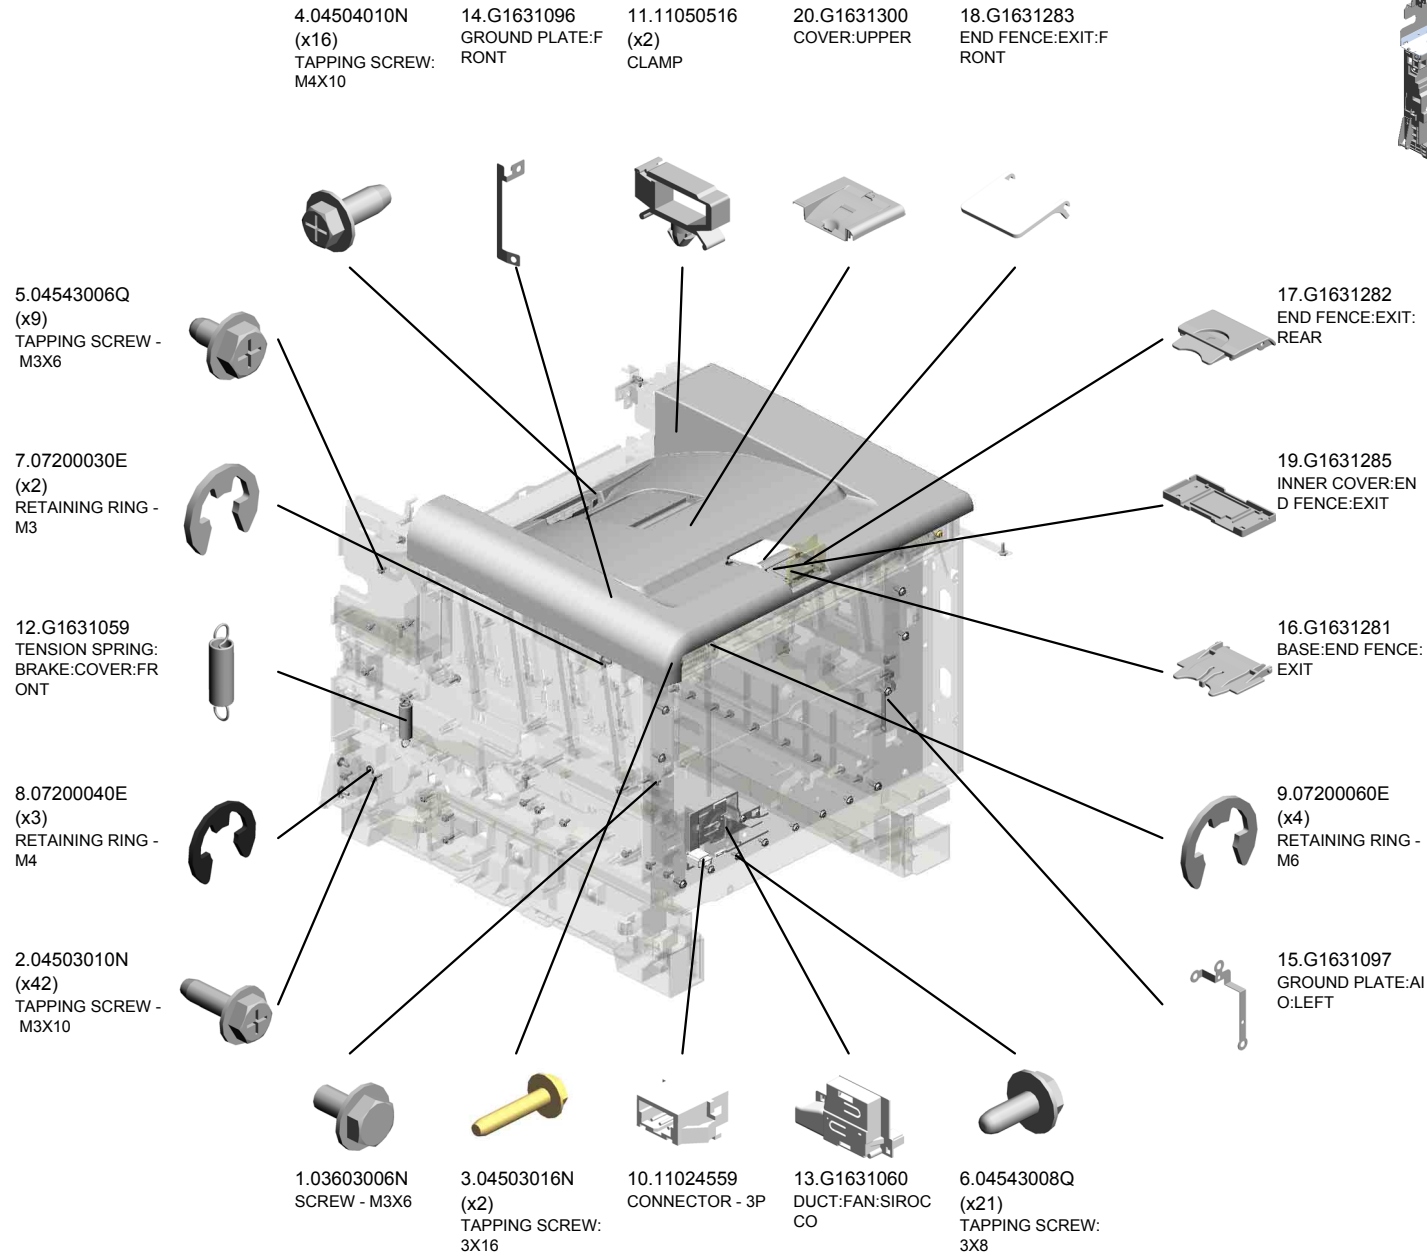 4.04504010N
(x16)
TAPPING SCREW:
M4X10
14.G1631096
GROUND PLATE:F
RONT
11.11050516
(x2)
CLAMP
20.G1631300
COVER:UPPER
18.G1631283
END FENCE:EXIT:F
RONT
5.04543006Q
(x9)
TAPPING SCREW -
M3X6
17.G1631282
END FENCE:EXIT:
REAR
7.07200030E
(x2)
RETAINING RING -
M3
19.G1631285
INNER COVER:EN
D FENCE:EXIT
12.G1631059
TENSION SPRING:
BRAKE:COVER:FR
ONT
16.G1631281
BASE:END FENCE:
EXIT
8.07200040E
(x3)
RETAINING RING -
M4
9.07200060E
(x4)
RETAINING RING -
M6
2.04503010N
(x42)
TAPPING SCREW -
M3X10
15.G1631097
GROUND PLATE:AI
O:LEFT
1.03603006N
SCREW - M3X6
3.04503016N
(x2)
TAPPING SCREW:
3X16
10.11024559
CONNECTOR - 3P
13.G1631060
DUCT:FAN:SIROC
CO
6.04543008Q
(x21)
TAPPING SCREW:
3X8